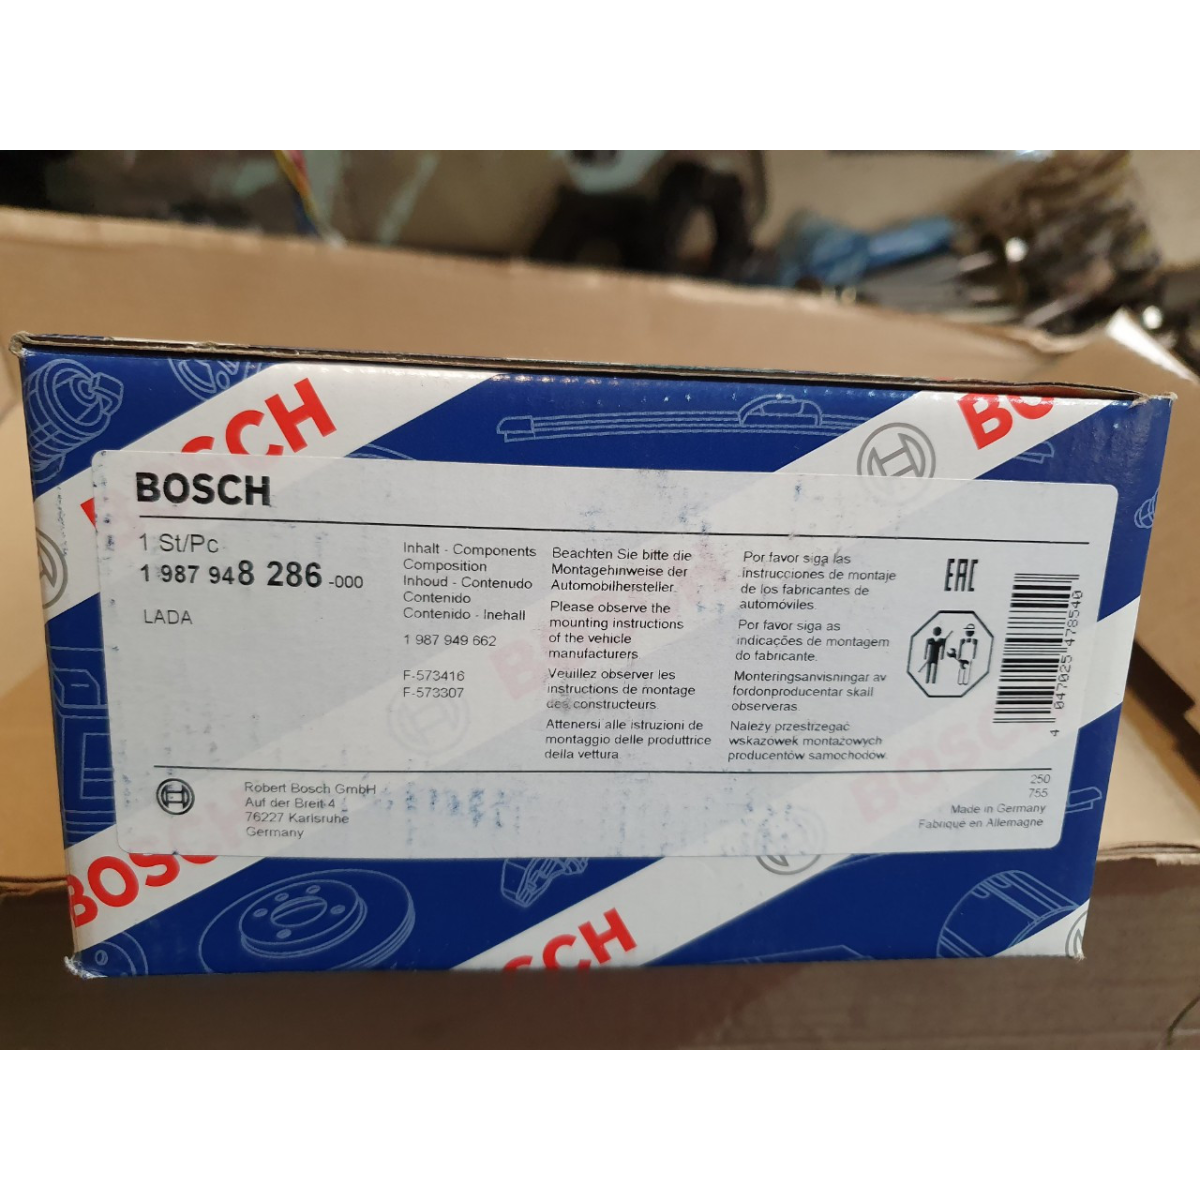 BOSCH
BOSCH
1 St/Pc
1 987 948 286 -000
LADA
Inhalt - Components
Composition
Inhoud - Contenudo
Contenido
Contenido - Inehall
1 987 949 662
F-573416
F-573307
Beachten Sie bitte die
Montagehinweise der
Automobilhersteller.
Please observe the
mounting instructions
of the vehicle
manufacturers
Veuillez observer les
instructions de montage
des constructeurs
Attenersi alle istruzioni de
montaggio delle produttrice
della vettura.
Por favor siga las
instrucciones de montaje
de los fabricantes de
automóviles.
Por favor siga as
indicações de montagem
do fabricante.
Monteringsanvisningar av
fordonproducentar skall
observeras.
Należy przestrzegać
wskazówek montażowych
producentów samochodów.
EAC
4 047025 478540
Robert Bosch GmbH
Auf der Breit 4
76227 Karlsruhe
Germany
250
755
Made in Germany
Fabriqué en Allemagne
BOSCH